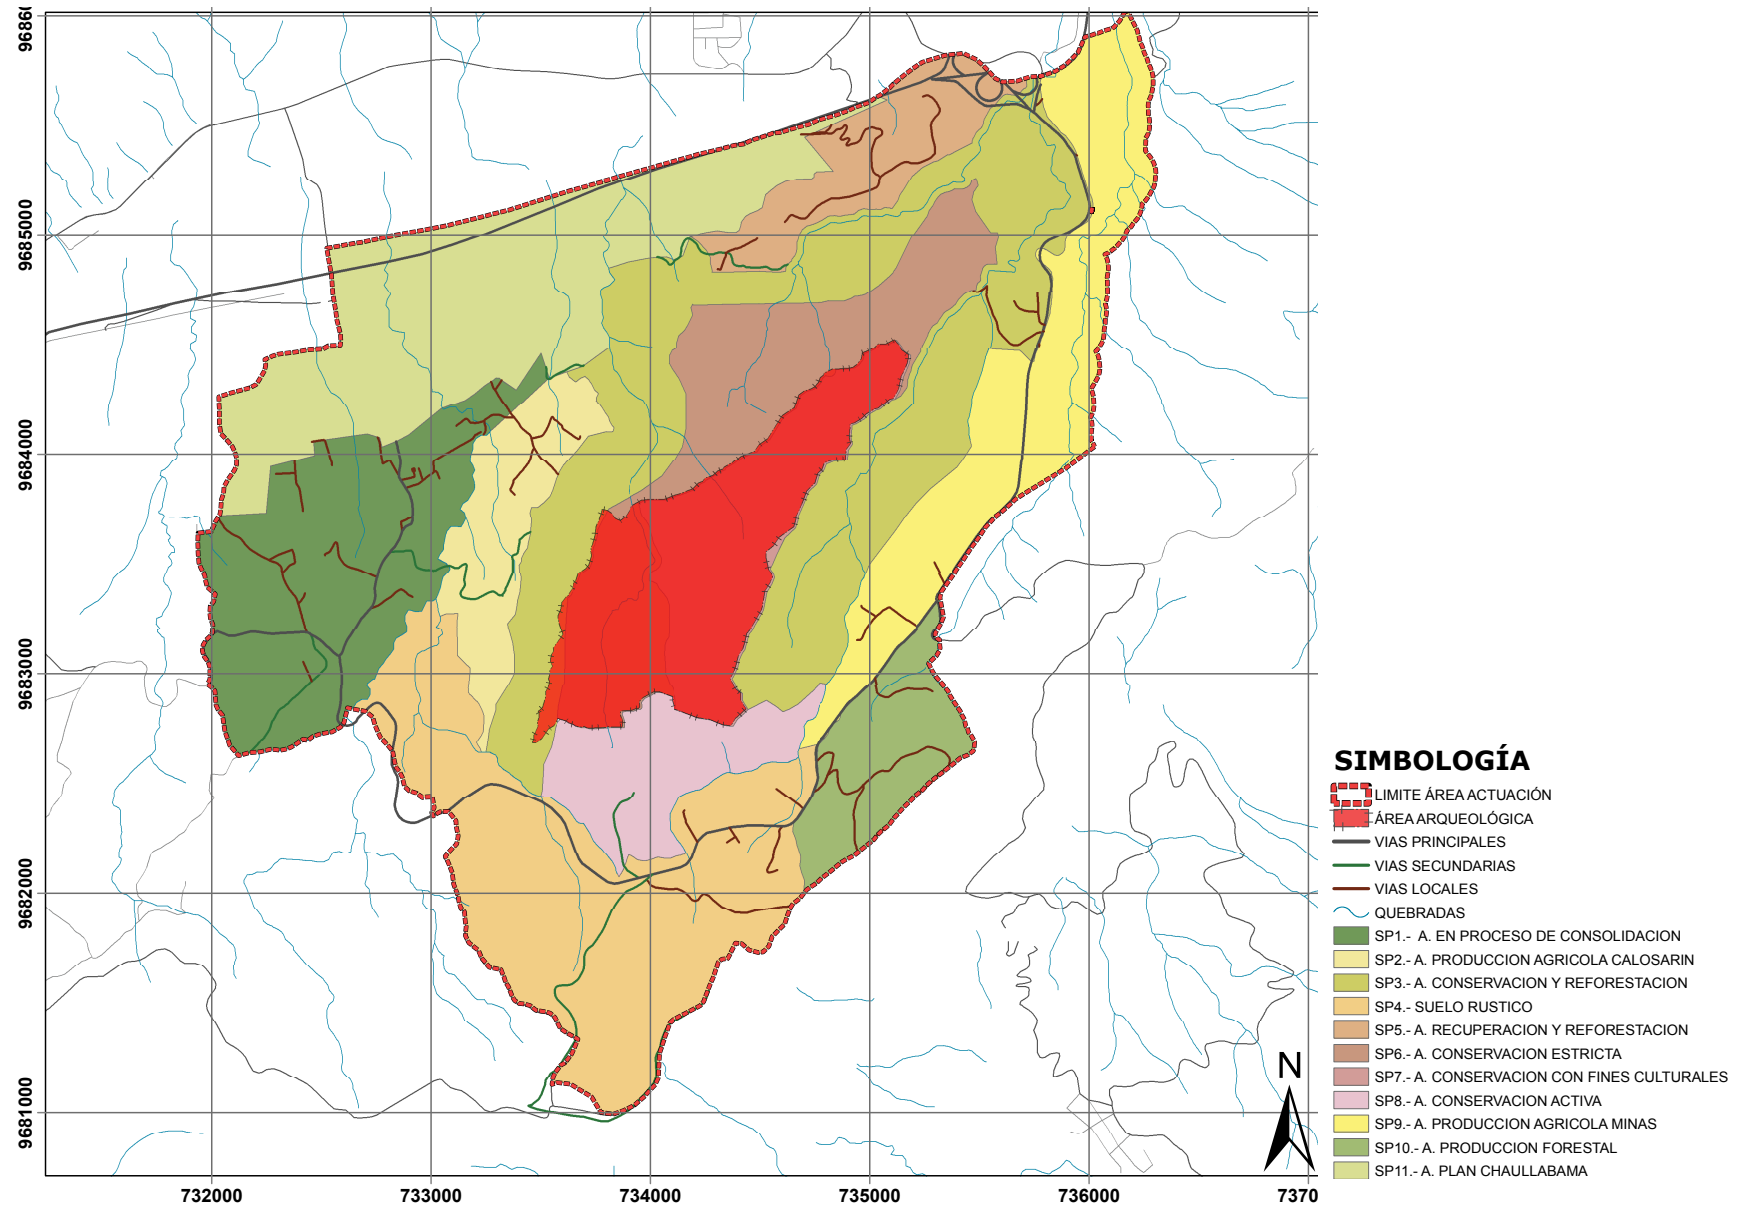 96860
9685000
9684000
9683000
9682000
9681000
732000
733000
734000
735000
736000
7370
SIMBOLOGÍA
LIMITE ÁREA ACTUACIÓN
ÁREA ARQUEOLÓGICA
VIAS PRINCIPALES
VIAS SECUNDARIAS
VIAS LOCALES
QUEBRADAS
SP1.- A. EN PROCESO DE CONSOLIDACION
SP2.- A. PRODUCCION AGRICOLA CALOSARIN
SP3.- A. CONSERVACION Y REFORESTACION
SP4.- SUELO RUSTICO
SP5.- A. RECUPERACION Y REFORESTACION
SP6.- A. CONSERVACION ESTRICTA
SP7.- A. CONSERVACION CON FINES CULTURALES
SP8.- A. CONSERVACION ACTIVA
SP9.- A. PRODUCCION AGRICOLA MINAS
SP10.- A. PRODUCCION FORESTAL
SP11.- A. PLAN CHAULLABAMA
N